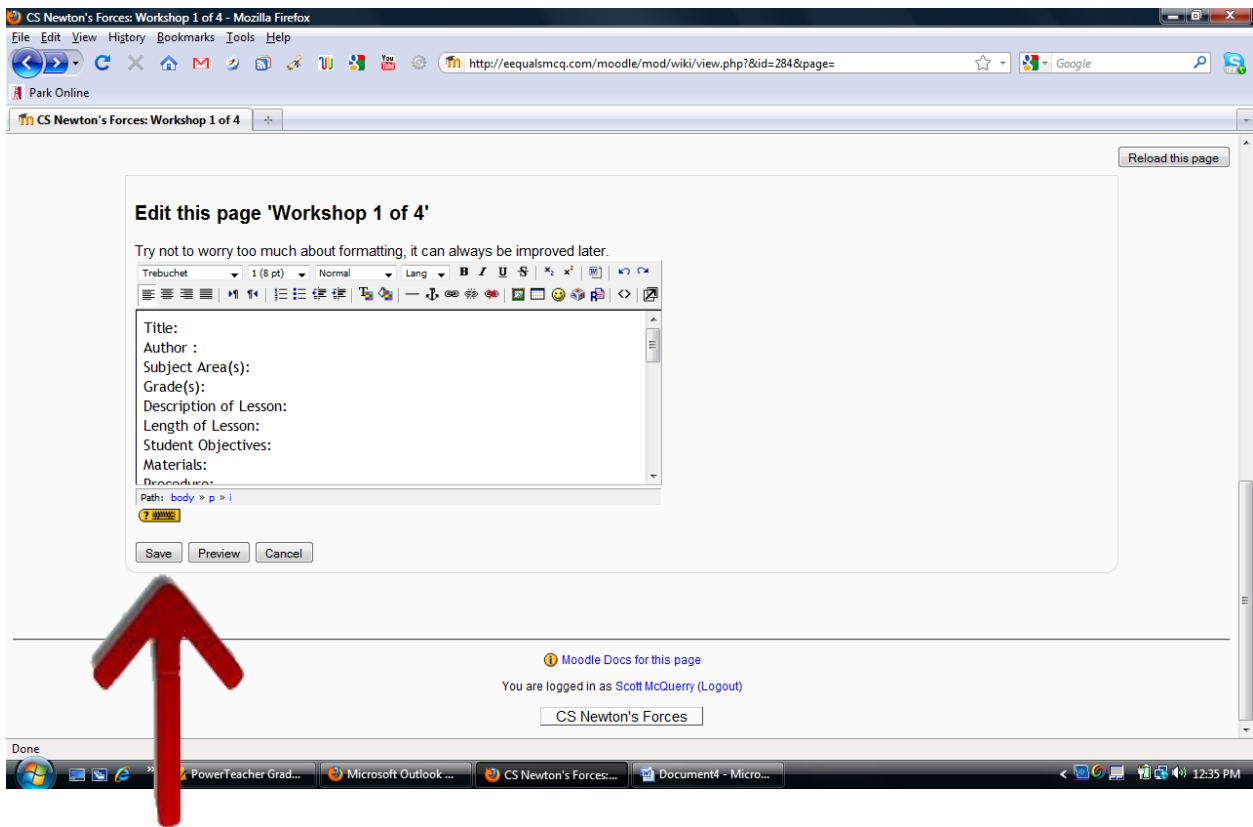 CS Newton's Forces: Workshop 1 of 4 - Mozilla Firefox
File Edit View History Bookmarks Tools Help
http://eequalsmcq.com/moodle/mod/wiki/view.php?&id=284&page=
Google
Park Online
CS Newton's Forces: Workshop 1 of 4
Reload this page
Edit this page 'Workshop 1 of 4'
Try not to worry too much about formatting, it can always be improved later.
Trebuchet 1 (8 pt) Normal Lang B I U S x₂ x²
Title:
Author :
Subject Area(s):
Grade(s):
Description of Lesson:
Length of Lesson:
Student Objectives:
Materials:
Procedure:
Path: body » p » i
Save Preview Cancel
Moodle Docs for this page
You are logged in as Scott McQuerry (Logout)
CS Newton's Forces
Done
PowerTeacher Grad... Microsoft Outlook ... CS Newton's Forces:... Document4 - Micro... 12:35 PM